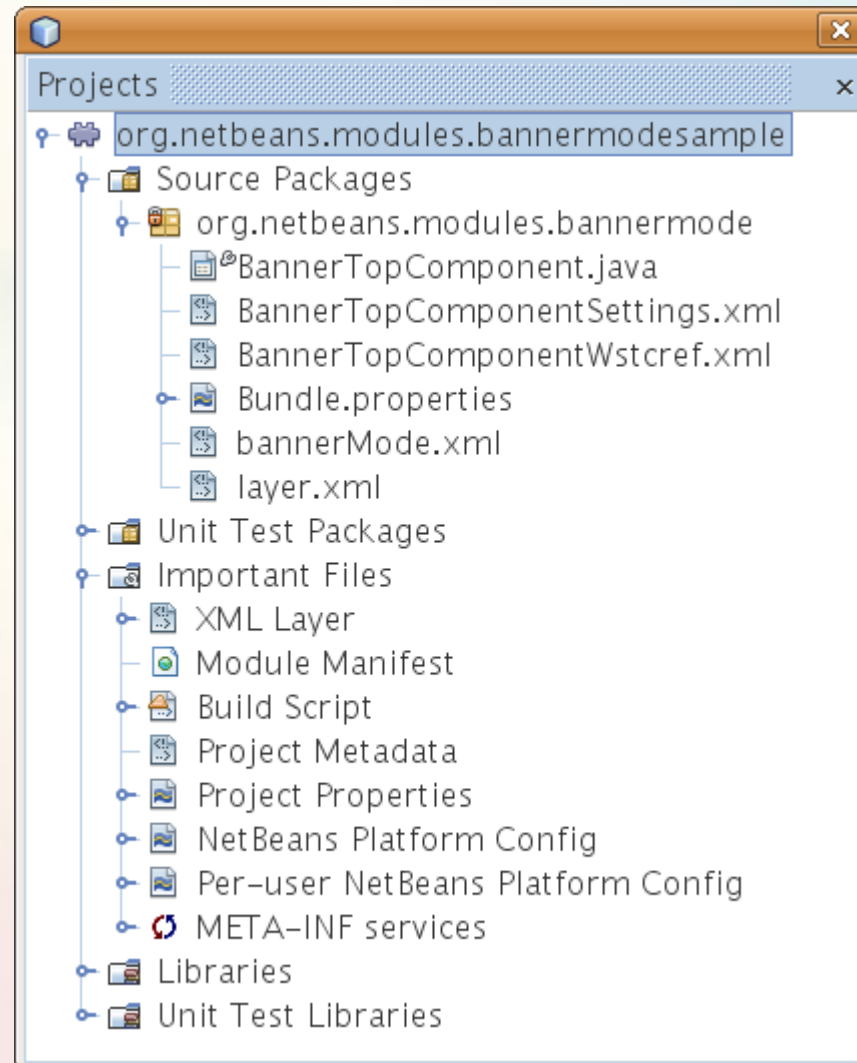 Projects
org.netbeans.modules.bannermodesample
Source Packages
org.netbeans.modules.bannermode
BannerTopComponent.java
BannerTopComponentSettings.xml
BannerTopComponentWstcref.xml
Bundle.properties
bannerMode.xml
layer.xml
Unit Test Packages
Important Files
XML Layer
Module Manifest
Build Script
Project Metadata
Project Properties
NetBeans Platform Config
Per-user NetBeans Platform Config
META-INF services
Libraries
Unit Test Libraries